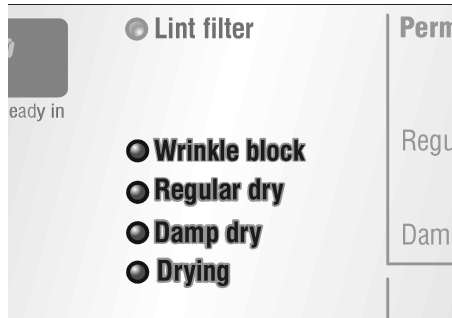 Lint filter
eady in
Wrinkle block
Regular dry
Damp dry
Drying
Perm
Regu
Dam